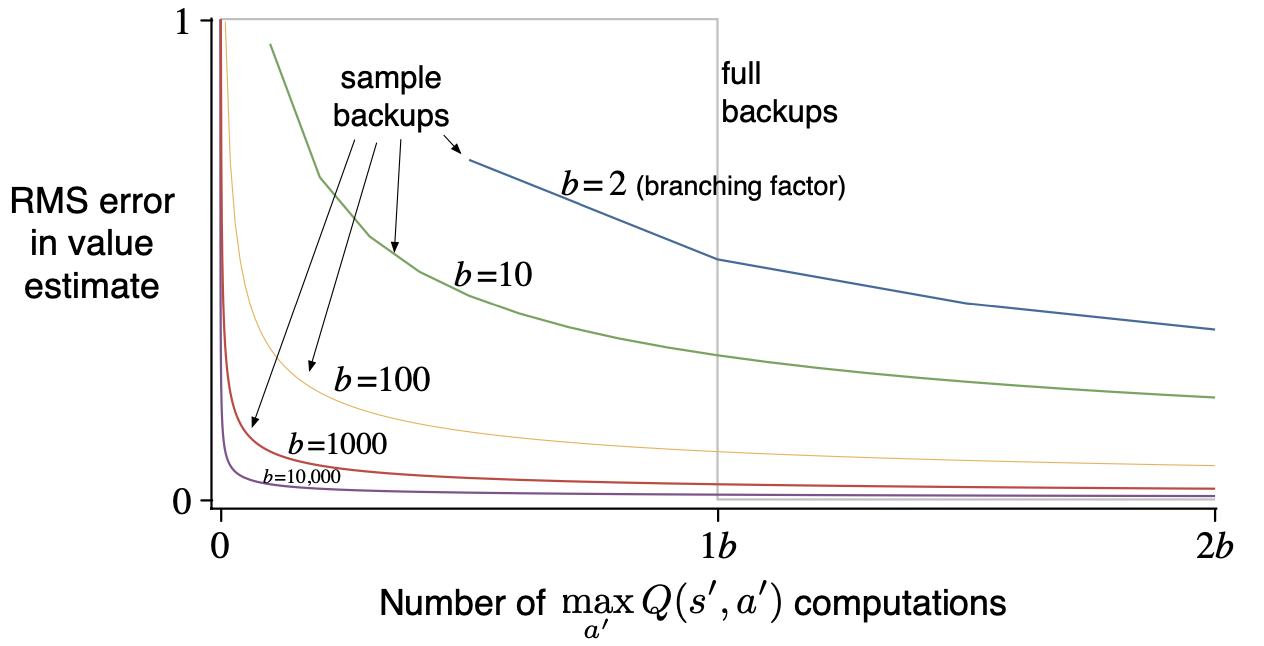 1
sample
backups
full
backups
RMS error
in value
estimate
b=2 (branching factor)
b=10
b=100
b=1000
b=10,000
0
0
1b
2b
Number of max Q(s′, a′) computations
a′